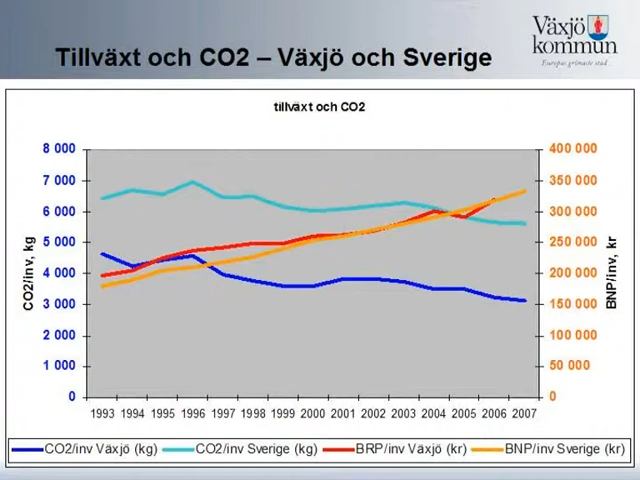 Växjö
kommun
Europas grönaste stad
Tillväxt och CO2 – Växjö och Sverige
tillväxt och CO2
8 000
7 000
6 000
5 000
4 000
3 000
2 000
1 000
0
CO2/inv, kg
400 000
350 000
300 000
250 000
200 000
150 000
100 000
50 000
0
BNP/inv, kr
1993 1994 1995 1996 1997 1998 1999 2000 2001 2002 2003 2004 2005 2006 2007
CO2/inv Växjö (kg) CO2/inv Sverige (kg) BRP/inv Växjö (kr) BNP/inv Sverige (kr)